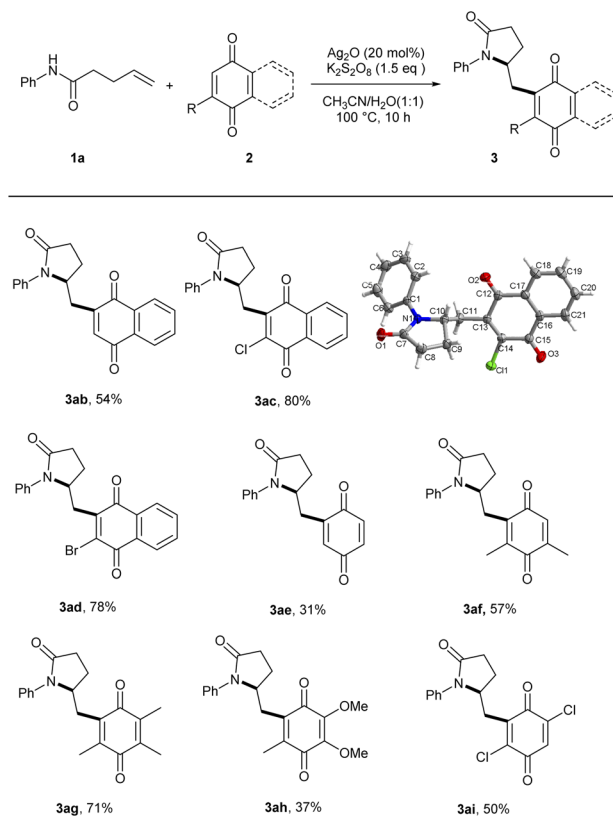 O
N
Ph
H
N
Ph
O
1a
+
O
R
O
2
Ag2O (20 mol%)
K2S2O8 (1.5 eq )
CH3CN/H2O(1:1)
100 °C, 10 h
O
Ph N
O
R
O
3
O
Ph N
O
O
3ab, 54%
O
Ph N
O
Cl
O
3ac, 80%
C3
C4
C2
C5
C1
C6
N1
O1
C7
C8
C9
C10
C11
O2
C12
C13
C14
Cl1
C15
O3
C16
C17
C18
C19
C20
C21
O
Ph N
O
Br
O
3ad, 78%
O
Ph N
O
O
3ae, 31%
O
Ph N
O
O
3af, 57%
O
Ph N
O
O
3ag, 71%
O
Ph N
O
OMe
OMe
O
3ah, 37%
O
Ph N
O
Cl
Cl
O
3ai, 50%